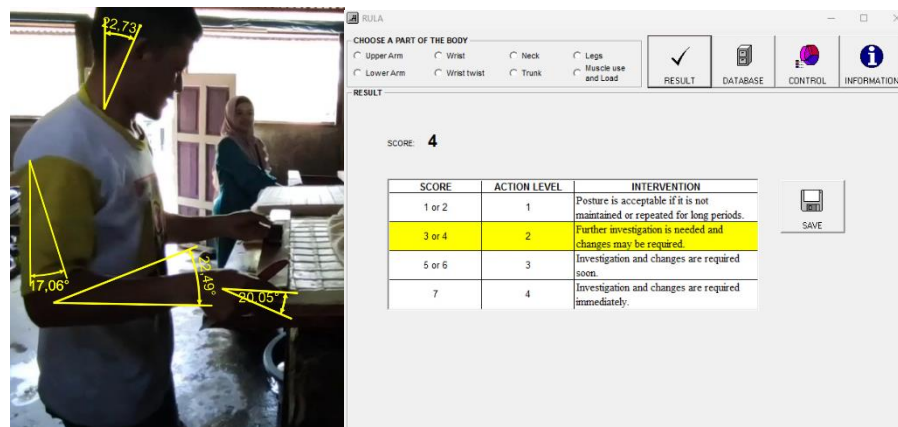 22,73°
17,06°
22,49°
20,05°
RULA
CHOOSE A PART OF THE BODY
Upper Arm
Wrist
Neck
Legs
Lower Arm
Wrist twist
Trunk
Muscle use
and Load
RESULT
DATABASE
CONTROL
INFORMATION
RESULT
SCORE: 4
SCORE ACTION LEVEL INTERVENTION
1 or 2 1 Posture is acceptable if it is not
maintained or repeated for long periods.
3 or 4 2 Further investigation is needed and
changes may be required.
5 or 6 3 Investigation and changes are required
soon.
7 4 Investigation and changes are required
immediately.
SAVE